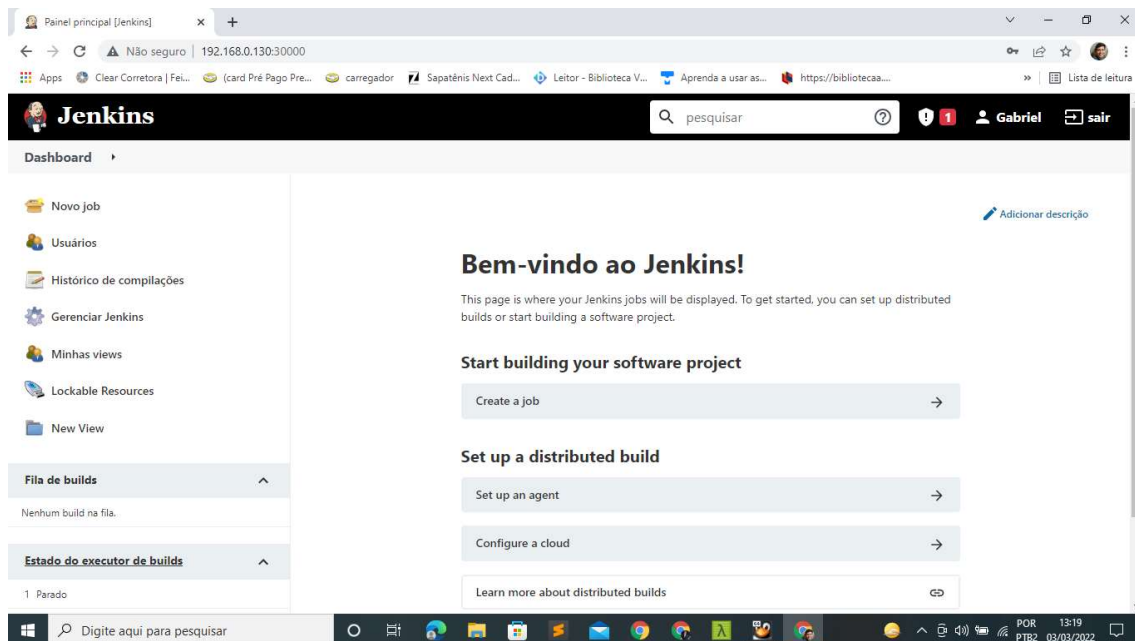 Painel principal [Jenkins]
Não seguro | 192.168.0.130:30000
Apps Clear Corretora | Fei... (card Pré Pago Pre... carregador Sapatênis Next Cad... Leitor - Biblioteca V... Aprenda a usar as... https://bibliotecaa.... » Lista de leitura
Jenkins pesquisar 1 Gabriel sair
Dashboard
Novo job
Adicionar descrição
Usuários
Histórico de compilações
Gerenciar Jenkins
Minhas views
Lockable Resources
New View
Fila de builds
Nenhum build na fila.
Estado do executor de builds
1 Parado
Bem-vindo ao Jenkins!
This page is where your Jenkins jobs will be displayed. To get started, you can set up distributed
builds or start building a software project.
Start building your software project
Create a job
Set up a distributed build
Set up an agent
Configure a cloud
Learn more about distributed builds
Digite aqui para pesquisar
POR 13:19
PTB2 03/03/2022